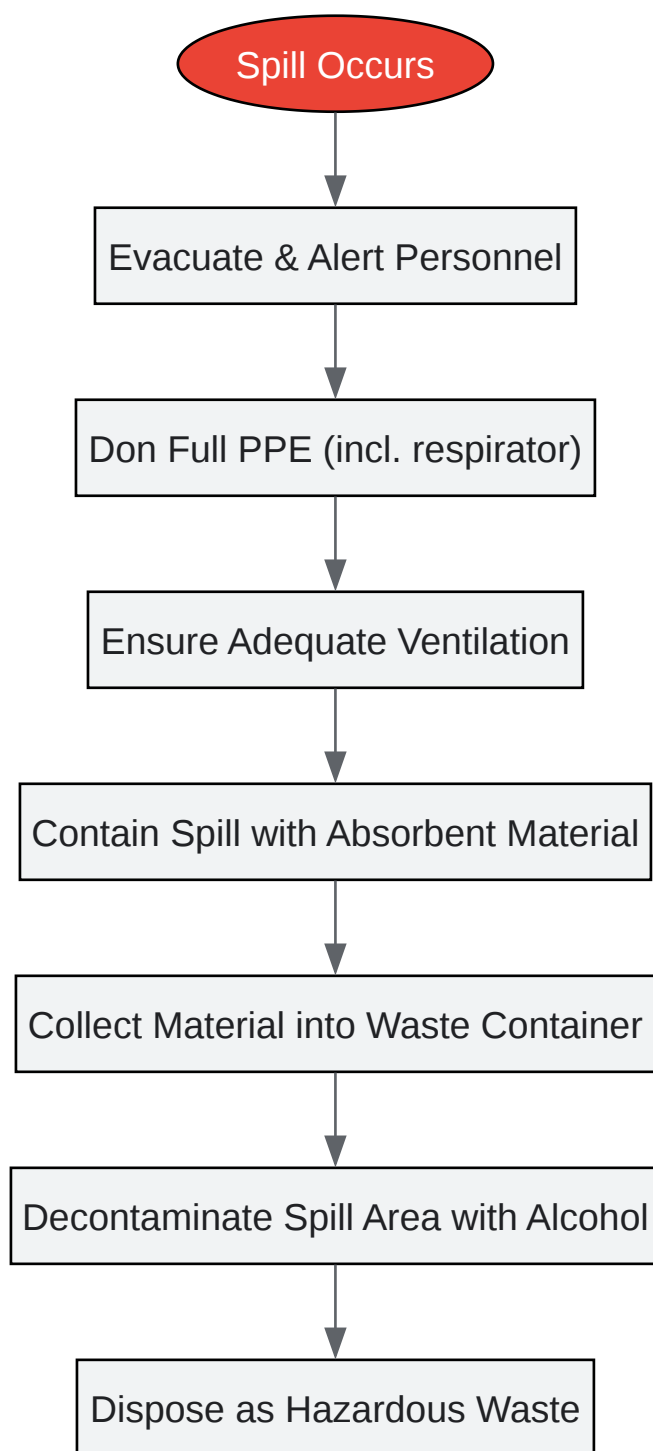 Spill Occurs
Evacuate & Alert Personnel
Don Full PPE (incl. respirator)
Ensure Adequate Ventilation
Contain Spill with Absorbent Material
Collect Material into Waste Container
Decontaminate Spill Area with Alcohol
Dispose as Hazardous Waste